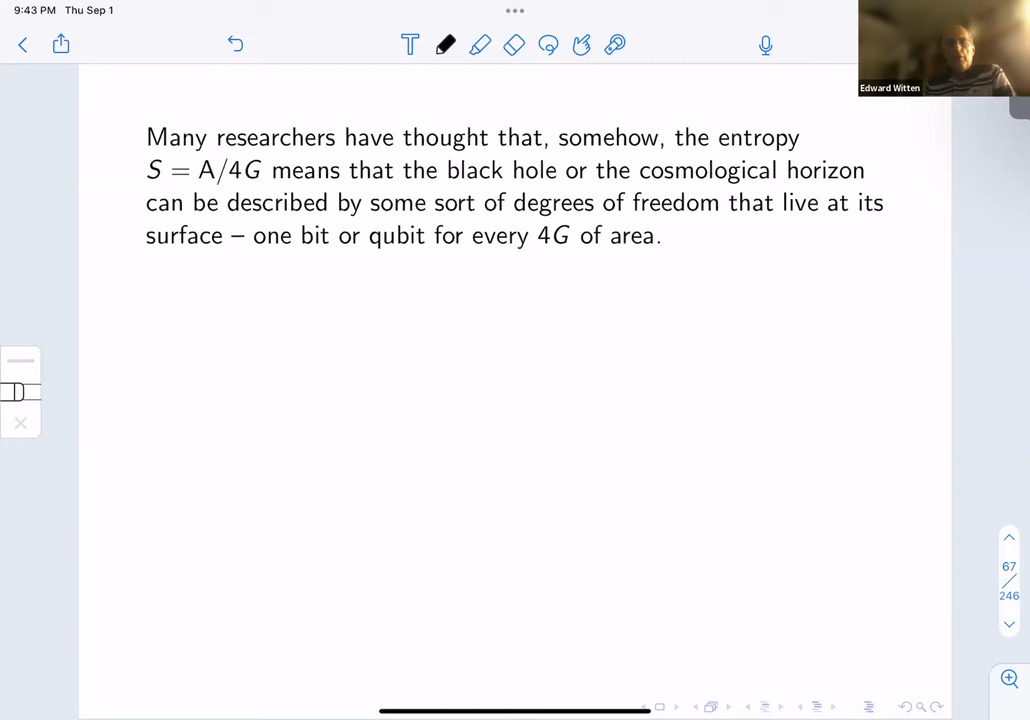 9:43 PM Thu Sep 1
Edward Witten
Many researchers have thought that, somehow, the entropy
S = A/4G means that the black hole or the cosmological horizon
can be described by some sort of degrees of freedom that live at its
surface – one bit or qubit for every 4G of area.
67
246